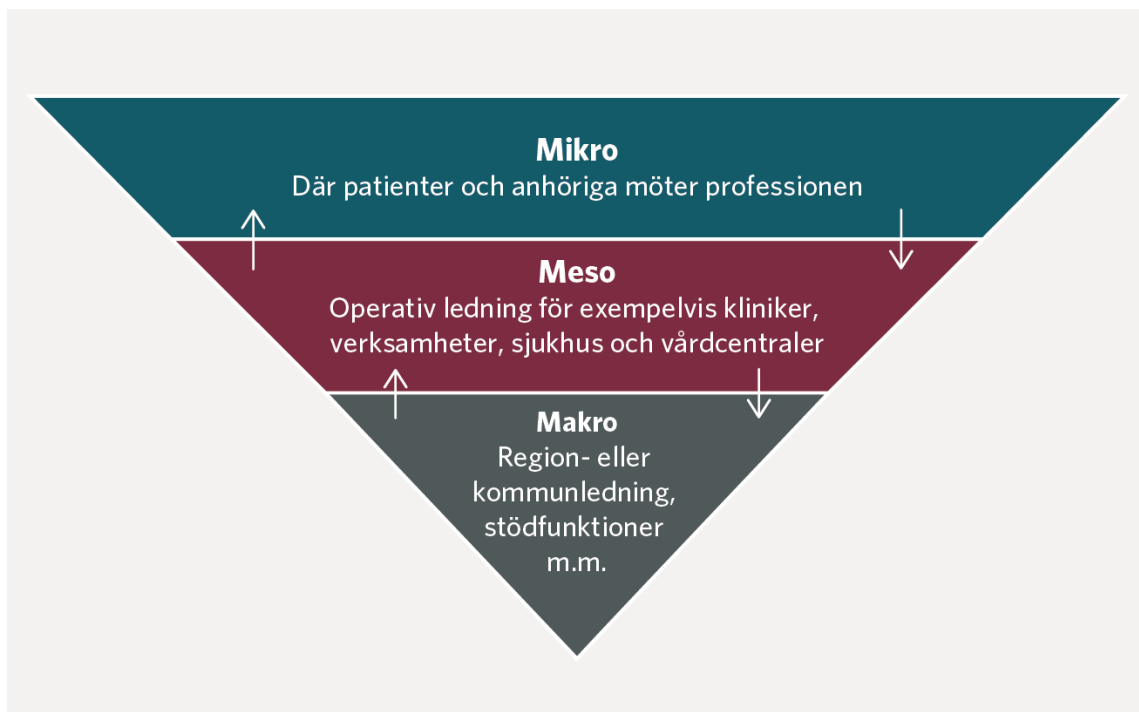 Mikro
Där patienter och anhöriga möter professionen
Meso
Operativ ledning för exempelvis kliniker,
verksamheter, sjukhus och vårdcentraler
Makro
Region- eller
kommunledning,
stödfunktioner
m.m.